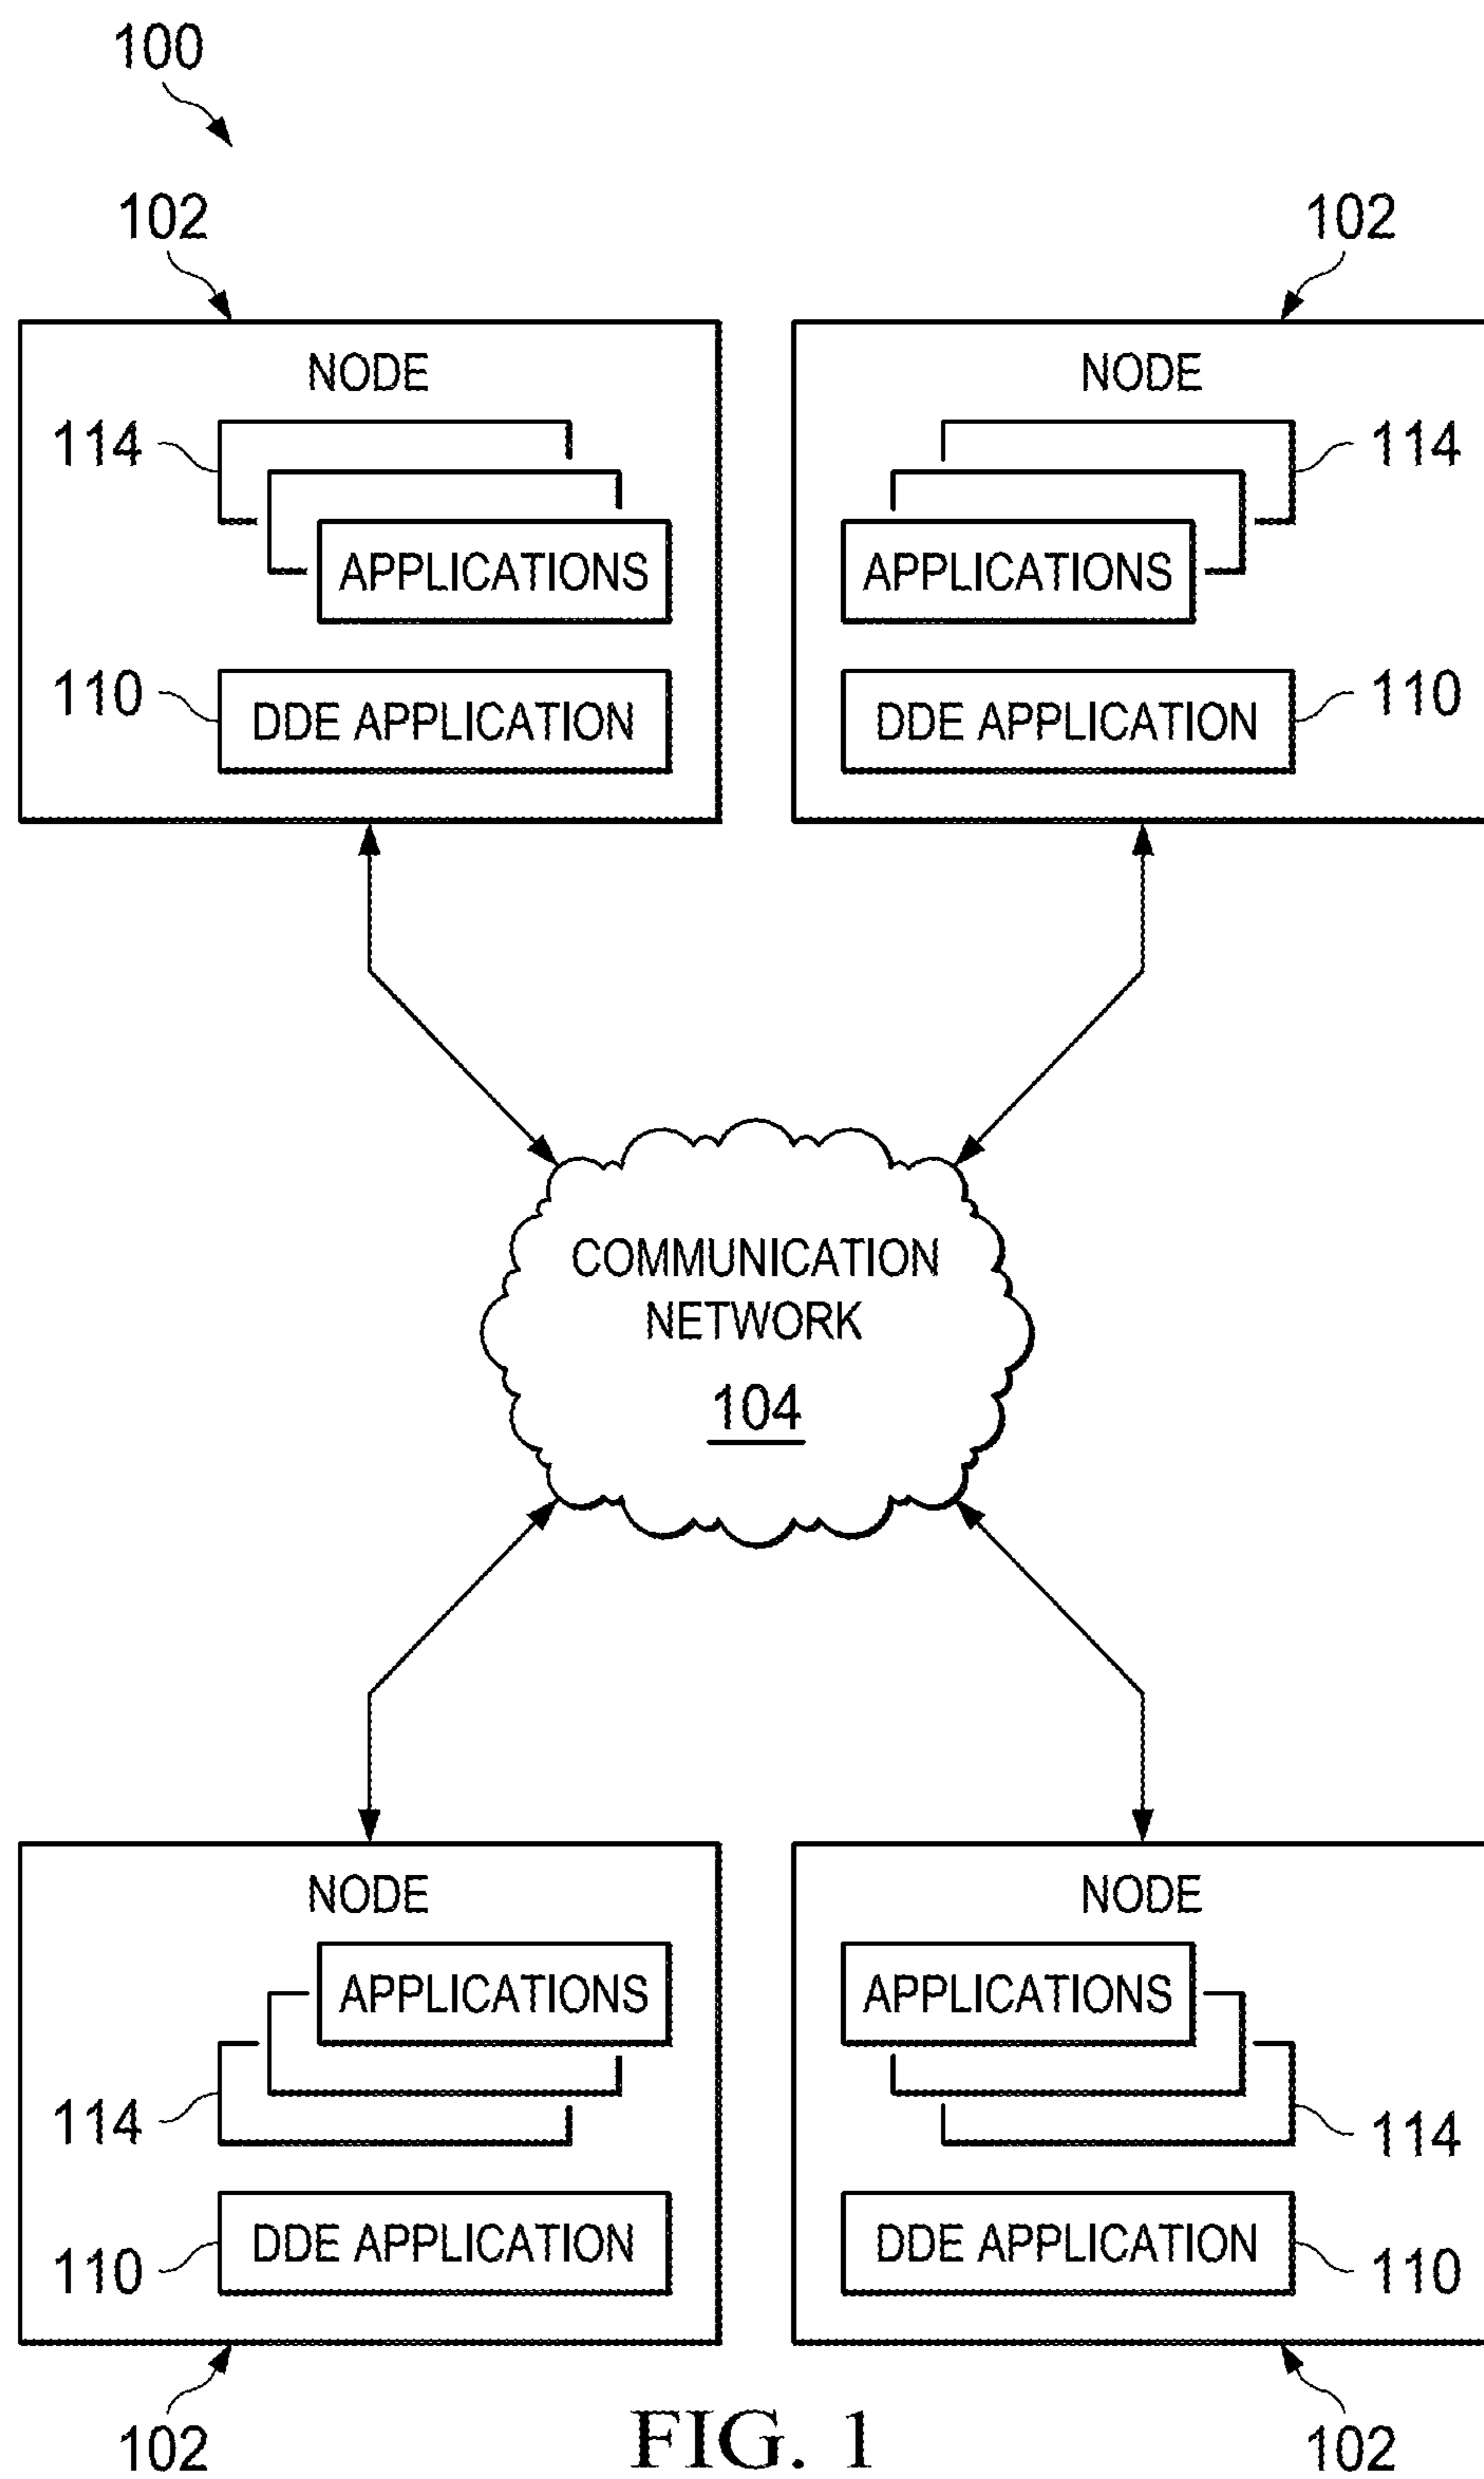 100
102
102
NODE
NODE
114
114
APPLICATIONS
APPLICATIONS
110
110
DDE APPLICATION
DDE APPLICATION
COMMUNICATION
NETWORK
104
NODE
NODE
APPLICATIONS
APPLICATIONS
114
114
DDE APPLICATION
DDE APPLICATION
110
110
102
102
FIG. 1